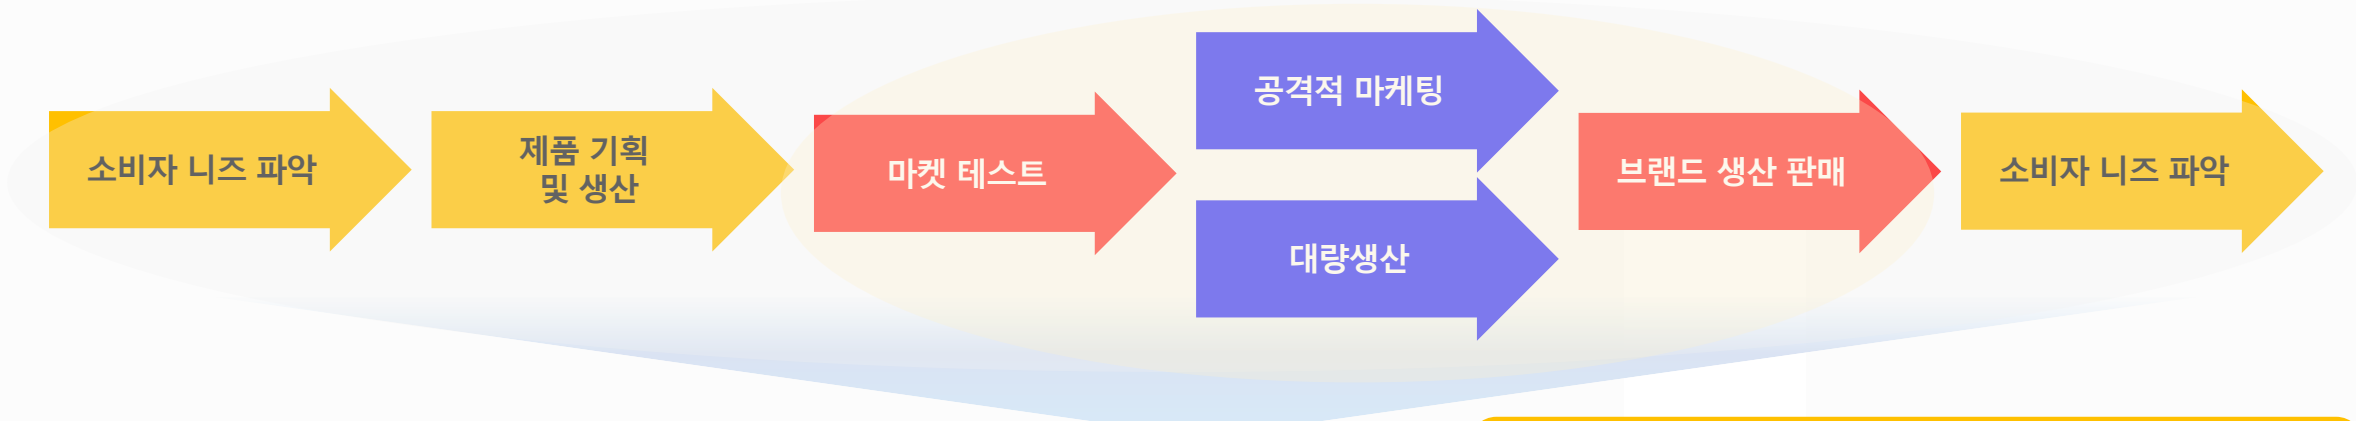 소비자 니즈 파악
제품 기획
및 생산
마켓 테스트
공격적 마케팅
대량생산
브랜드 생산 판매
소비자 니즈 파악